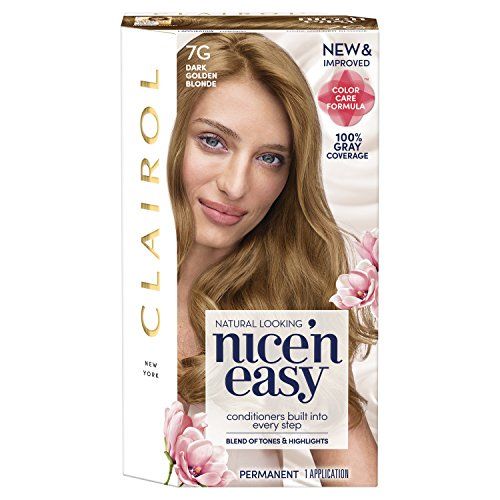 CLAIROL
NEW
YORK
7G
DARK
GOLDEN
BLONDE
NEW &
IMPROVED
COLOR
CARE
FORMULA
™
100%
GRAY
COVERAGE
NATURAL LOOKING
nice'n
easy
conditioners built into
every step
BLEND OF TONES & HIGHLIGHTS
PERMANENT 1 APPLICATION